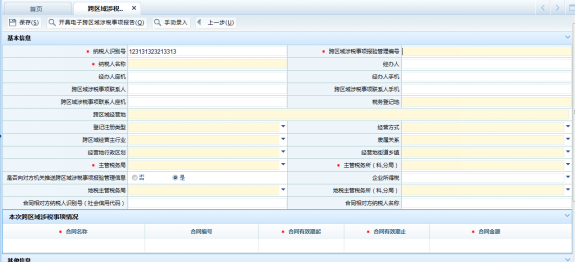 首页 跨区域涉税.. ×
保存(S) 开具电子跨区域涉税事项报告(Q) 手动录入 上一步(U)
基本信息
* 纳税人识别号 123131323213313 * 跨区域涉税事项报验管理编号
* 纳税人名称 经办人
经办人座机 经办人手机
跨区域涉税事项联系人 跨区域涉税事项联系人手机
跨区域涉税事项联系人座机 税务登记地
跨区域经营地
登记注册类型 经营方式
跨区域经营主行业 隶属关系
经营地行政区划 经营地街道乡镇
* 主管税务局 * 主管税务所（科,分局）
是否向对方机关推送跨区域涉税事项报验管理信息 否 是 企业所得税
地税主管税务局 地税主管税务所（科,分局）
合同相对方纳税人识别号（社会信用代码） 合同相对方纳税人名称
本次跨区域涉税事项情况
* 合同名称 合同编号 * 合同有效期起 * 合同有效期止 * 合同金额
其他信息